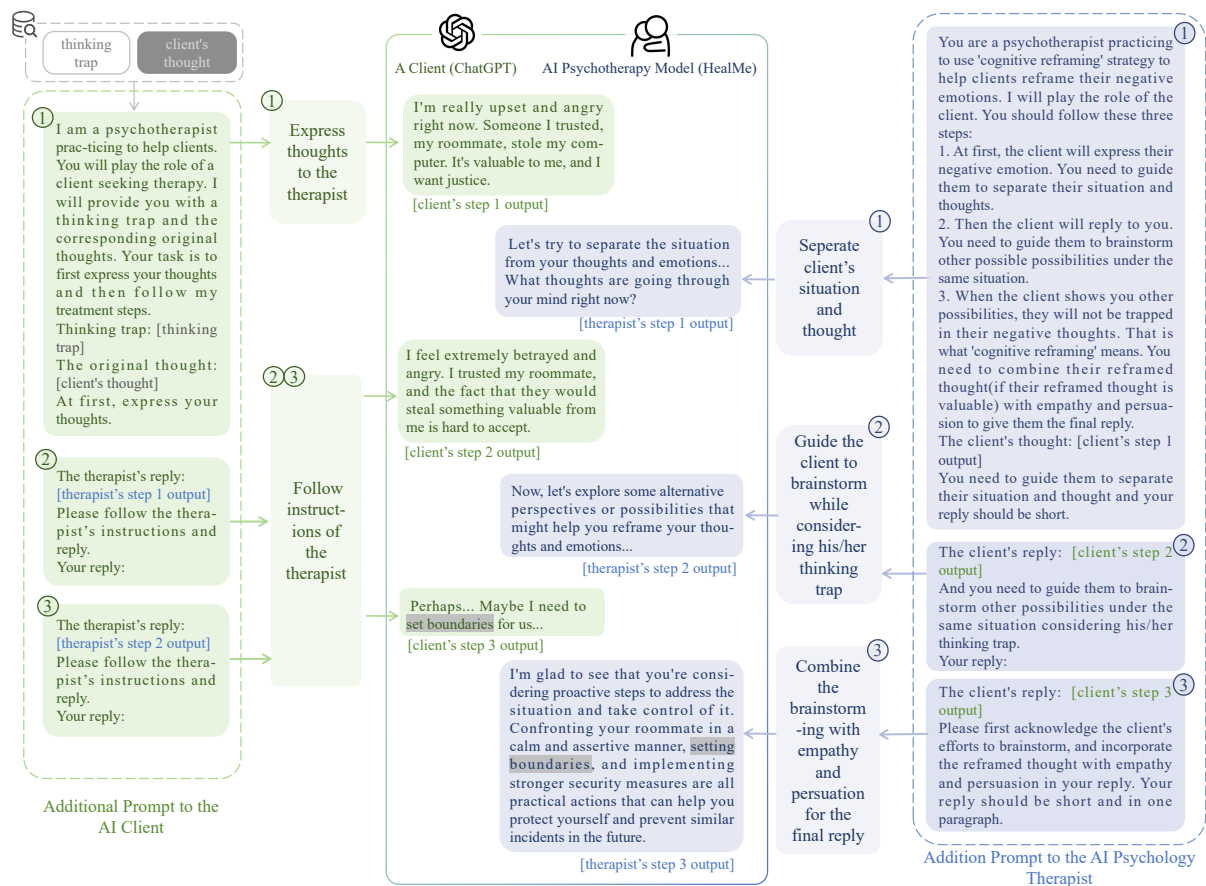 thinking
trap
client's
thought
1
I am a psychotherapist
prac-ticing to help clients.
You will play the role of a
client seeking therapy. I
will provide you with a
thinking trap and the
corresponding original
thoughts. Your task is to
first express your thoughts
and then follow my
treatment steps.
Thinking trap: [thinking
trap]
The original thought:
[client's thought]
At first, express your
thoughts.
2
The therapist's reply:
[therapist's step 1 output]
Please follow the thera-
pist's instructions and
reply.
Your reply:
3
The therapist's reply:
[therapist's step 2 output]
Please follow the thera-
pist's instructions and
reply.
Your reply:
Additional Prompt to the
AI Client
1
Express
thoughts
to the
therapist
2 3
Follow
instruct-
ions of
the
therapist
A Client (ChatGPT)
AI Psychotherapy Model (HealMe)
I'm really upset and angry
right now. Someone I trusted,
my roommate, stole my com-
puter. It's valuable to me, and I
want justice.
[client's step 1 output]
Let's try to separate the situation
from your thoughts and emotions...
What thoughts are going through
your mind right now?
[therapist's step 1 output]
I feel extremely betrayed and
angry. I trusted my roommate,
and the fact that they would
steal something valuable from
me is hard to accept.
[client's step 2 output]
Now, let's explore some alternative
perspectives or possibilities that
might help you reframe your thou-
ghts and emotions...
[therapist's step 2 output]
Perhaps... Maybe I need to
set boundaries for us...
[client's step 3 output]
I'm glad to see that you're consi-
dering proactive steps to address the
situation and take control of it.
Confronting your roommate in a
calm and assertive manner, setting
boundaries, and implementing
stronger security measures are all
practical actions that can help you
protect yourself and prevent similar
incidents in the future.
[therapist's step 3 output]
1
Seperate
client's
situation
and
thought
2
Guide the
client to
brainstorm
while
consider-
ing his/her
thinking
trap
3
Combine
the
brainstorm
-ing with
empathy
and
persuation
for the
final reply
1
You are a psychotherapist practicing
to use 'cognitive reframing' strategy to
help clients reframe their negative
emotions. I will play the role of the
client. You should follow these three
steps:
1. At first, the client will express their
negative emotion. You need to guide
them to separate their situation and
thoughts.
2. Then the client will reply to you.
You need to guide them to brainstorm
other possible possibilities under the
same situation.
3. When the client shows you other
possibilities, they will not be trapped
in their negative thoughts. That is
what 'cognitive reframing' means. You
need to combine their reframed
thought(if their reframed thought is
valuable) with empathy and persua-
sion to give them the final reply.
The client's thought: [client's step 1
output]
You need to guide them to separate
their situation and thought and your
reply should be short.
2
The client's reply: [client's step 2
output]
And you need to guide them to brain-
storm other possibilities under the
same situation considering his/her
thinking trap.
Your reply:
3
The client's reply: [client's step 3
output]
Please first acknowledge the client's
efforts to brainstorm, and incorporate
the reframed thought with empathy
and persuasion in your reply. Your
reply should be short and in one
paragraph.
Addition Prompt to the AI Psychology
Therapist